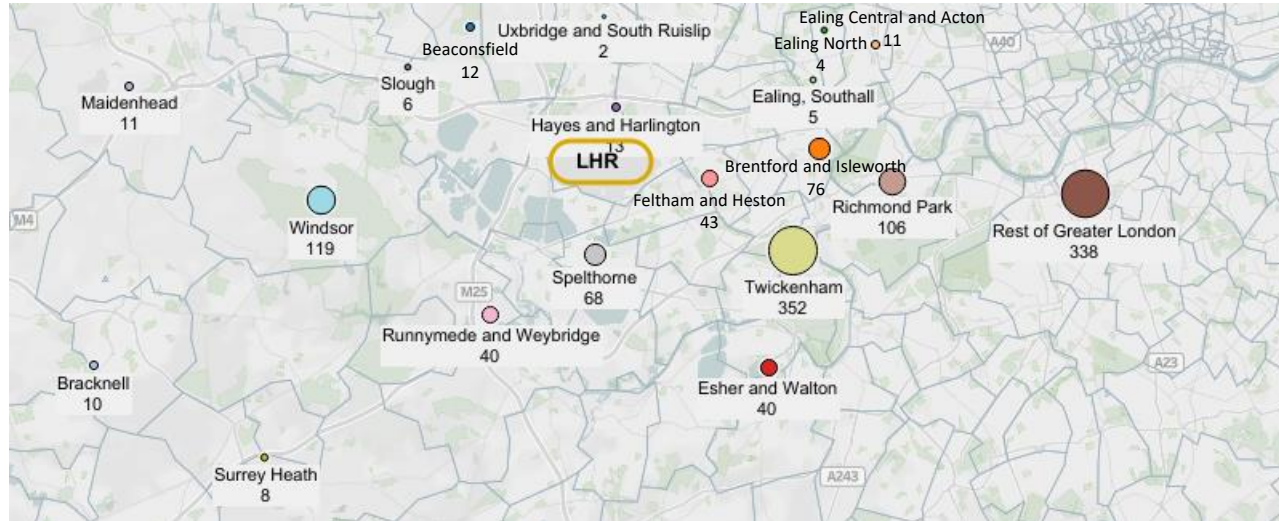 Ealing Central and Acton
11
Uxbridge and South Ruislip
2
Beaconsfield
12
Ealing North
4
A40
Slough
6
Maidenhead
11
Ealing, Southall
5
Hayes and Harlington
13
LHR
Brentford and Isleworth
76
Feltham and Heston
43
Richmond Park
106
M4
Windsor
119
Rest of Greater London
338
Spelthorne
68
Twickenham
352
M25
Runnymede and Weybridge
40
A23
Bracknell
10
Esher and Walton
40
Surrey Heath
8
A243